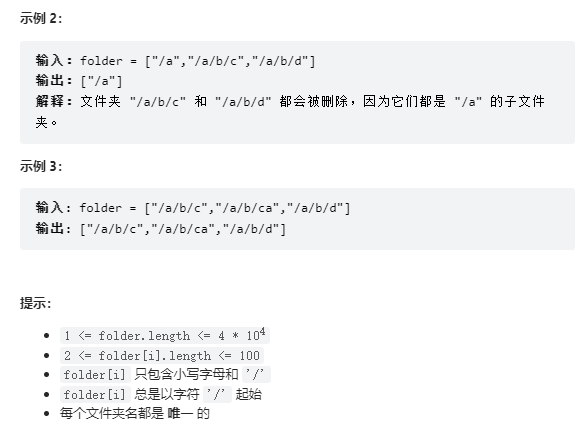 示例 2：
输入：folder = ["/a","/a/b/c","/a/b/d"]
输出：["/a"]
解释：文件夹 "/a/b/c" 和 "/a/b/d" 都会被删除，因为它们都是 "/a" 的子文件
夹。
示例 3：
输入：folder = ["/a/b/c","/a/b/ca","/a/b/d"]
输出：["/a/b/c","/a/b/ca","/a/b/d"]
提示：
• 1 <= folder.length <= 4 * 10⁴
• 2 <= folder[i].length <= 100
• folder[i] 只包含小写字母和 '/'
• folder[i] 总是以字符 '/' 起始
• 每个文件夹名都是 唯一 的